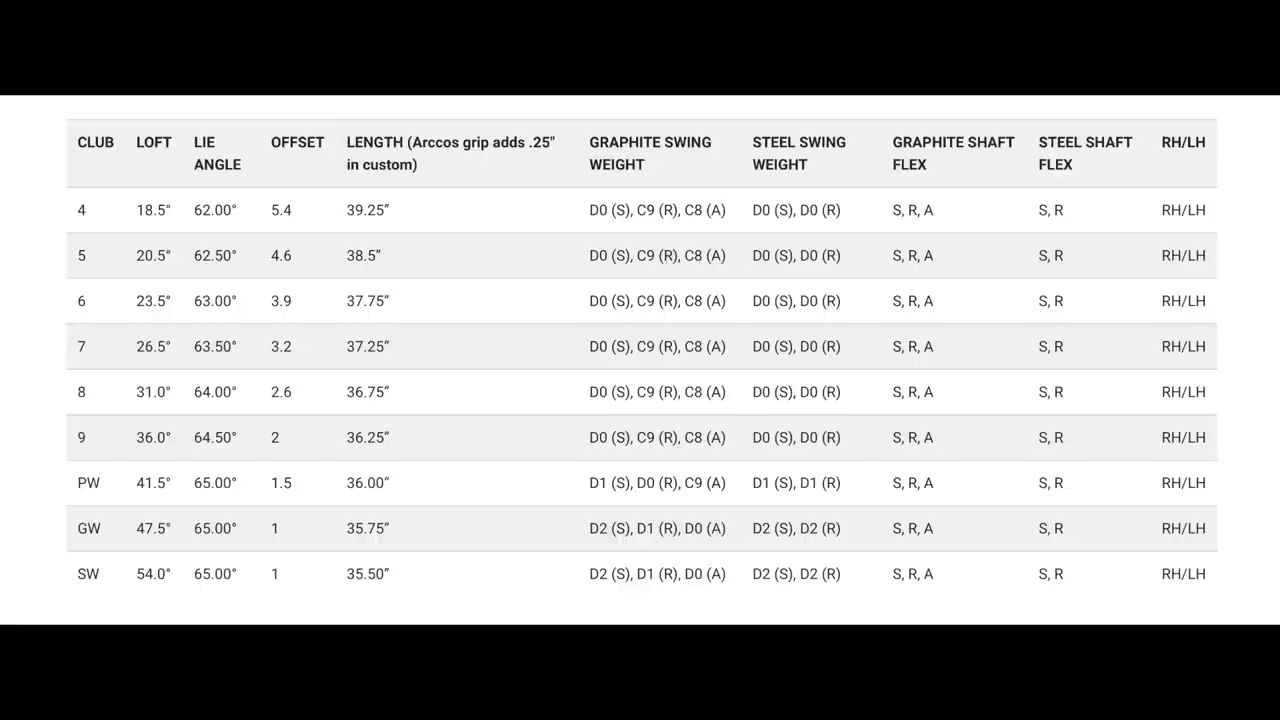 CLUB LOFT LIE ANGLE OFFSET LENGTH (Arccos grip adds .25” in custom) GRAPHITE SWING WEIGHT STEEL SWING WEIGHT GRAPHITE SHAFT FLEX STEEL SHAFT FLEX RH/LH
4 18.5° 62.00° 5.4 39.25” D0 (S), C9 (R), C8 (A) D0 (S), D0 (R) S, R, A S, R RH/LH
5 20.5° 62.50° 4.6 38.5” D0 (S), C9 (R), C8 (A) D0 (S), D0 (R) S, R, A S, R RH/LH
6 23.5° 63.00° 3.9 37.75” D0 (S), C9 (R), C8 (A) D0 (S), D0 (R) S, R, A S, R RH/LH
7 26.5° 63.50° 3.2 37.25” D0 (S), C9 (R), C8 (A) D0 (S), D0 (R) S, R, A S, R RH/LH
8 31.0° 64.00° 2.6 36.75” D0 (S), C9 (R), C8 (A) D0 (S), D0 (R) S, R, A S, R RH/LH
9 36.0° 64.50° 2 36.25” D0 (S), C9 (R), C8 (A) D0 (S), D0 (R) S, R, A S, R RH/LH
PW 41.5° 65.00° 1.5 36.00” D1 (S), D0 (R), C9 (A) D1 (S), D1 (R) S, R, A S, R RH/LH
GW 47.5° 65.00° 1 35.75” D2 (S), D1 (R), D0 (A) D2 (S), D2 (R) S, R, A S, R RH/LH
SW 54.0° 65.00° 1 35.50” D2 (S), D1 (R), D0 (A) D2 (S), D2 (R) S, R, A S, R RH/LH